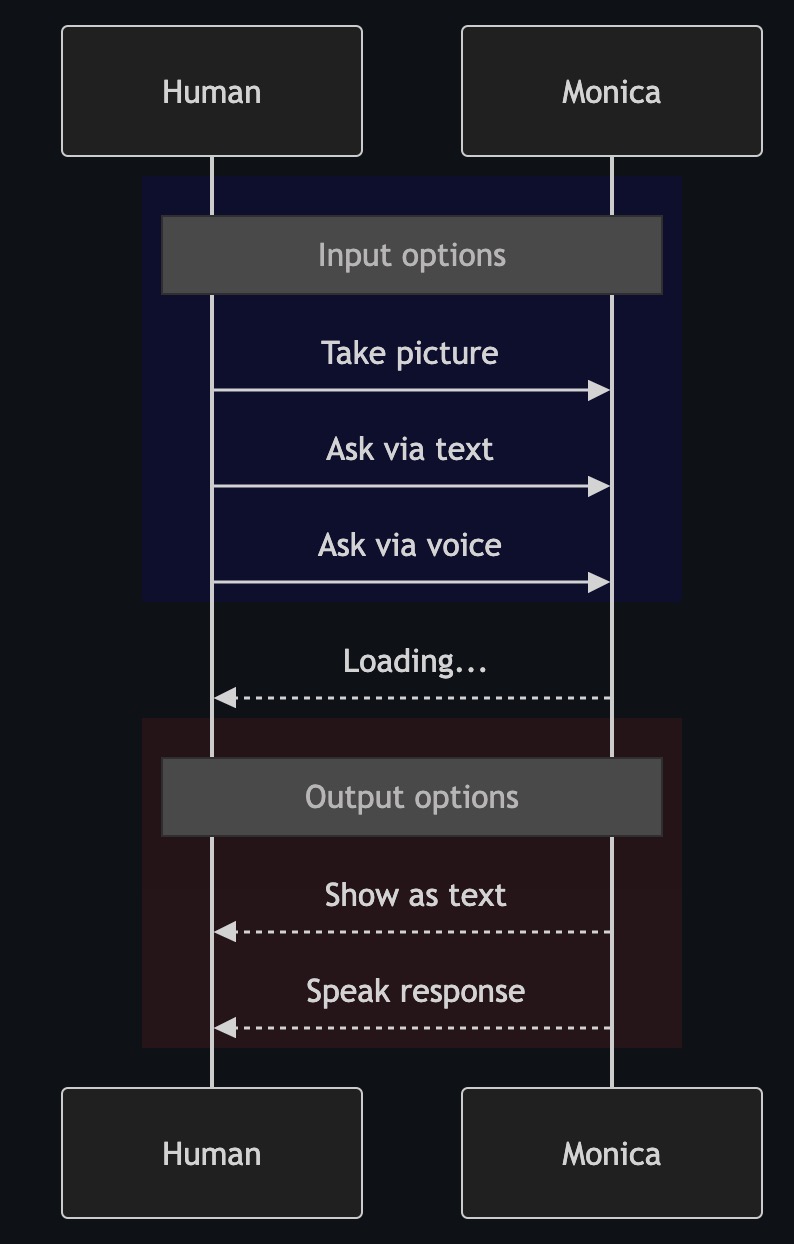 Human
Monica
Input options
Take picture
Ask via text
Ask via voice
Loading...
Output options
Show as text
Speak response
Human
Monica